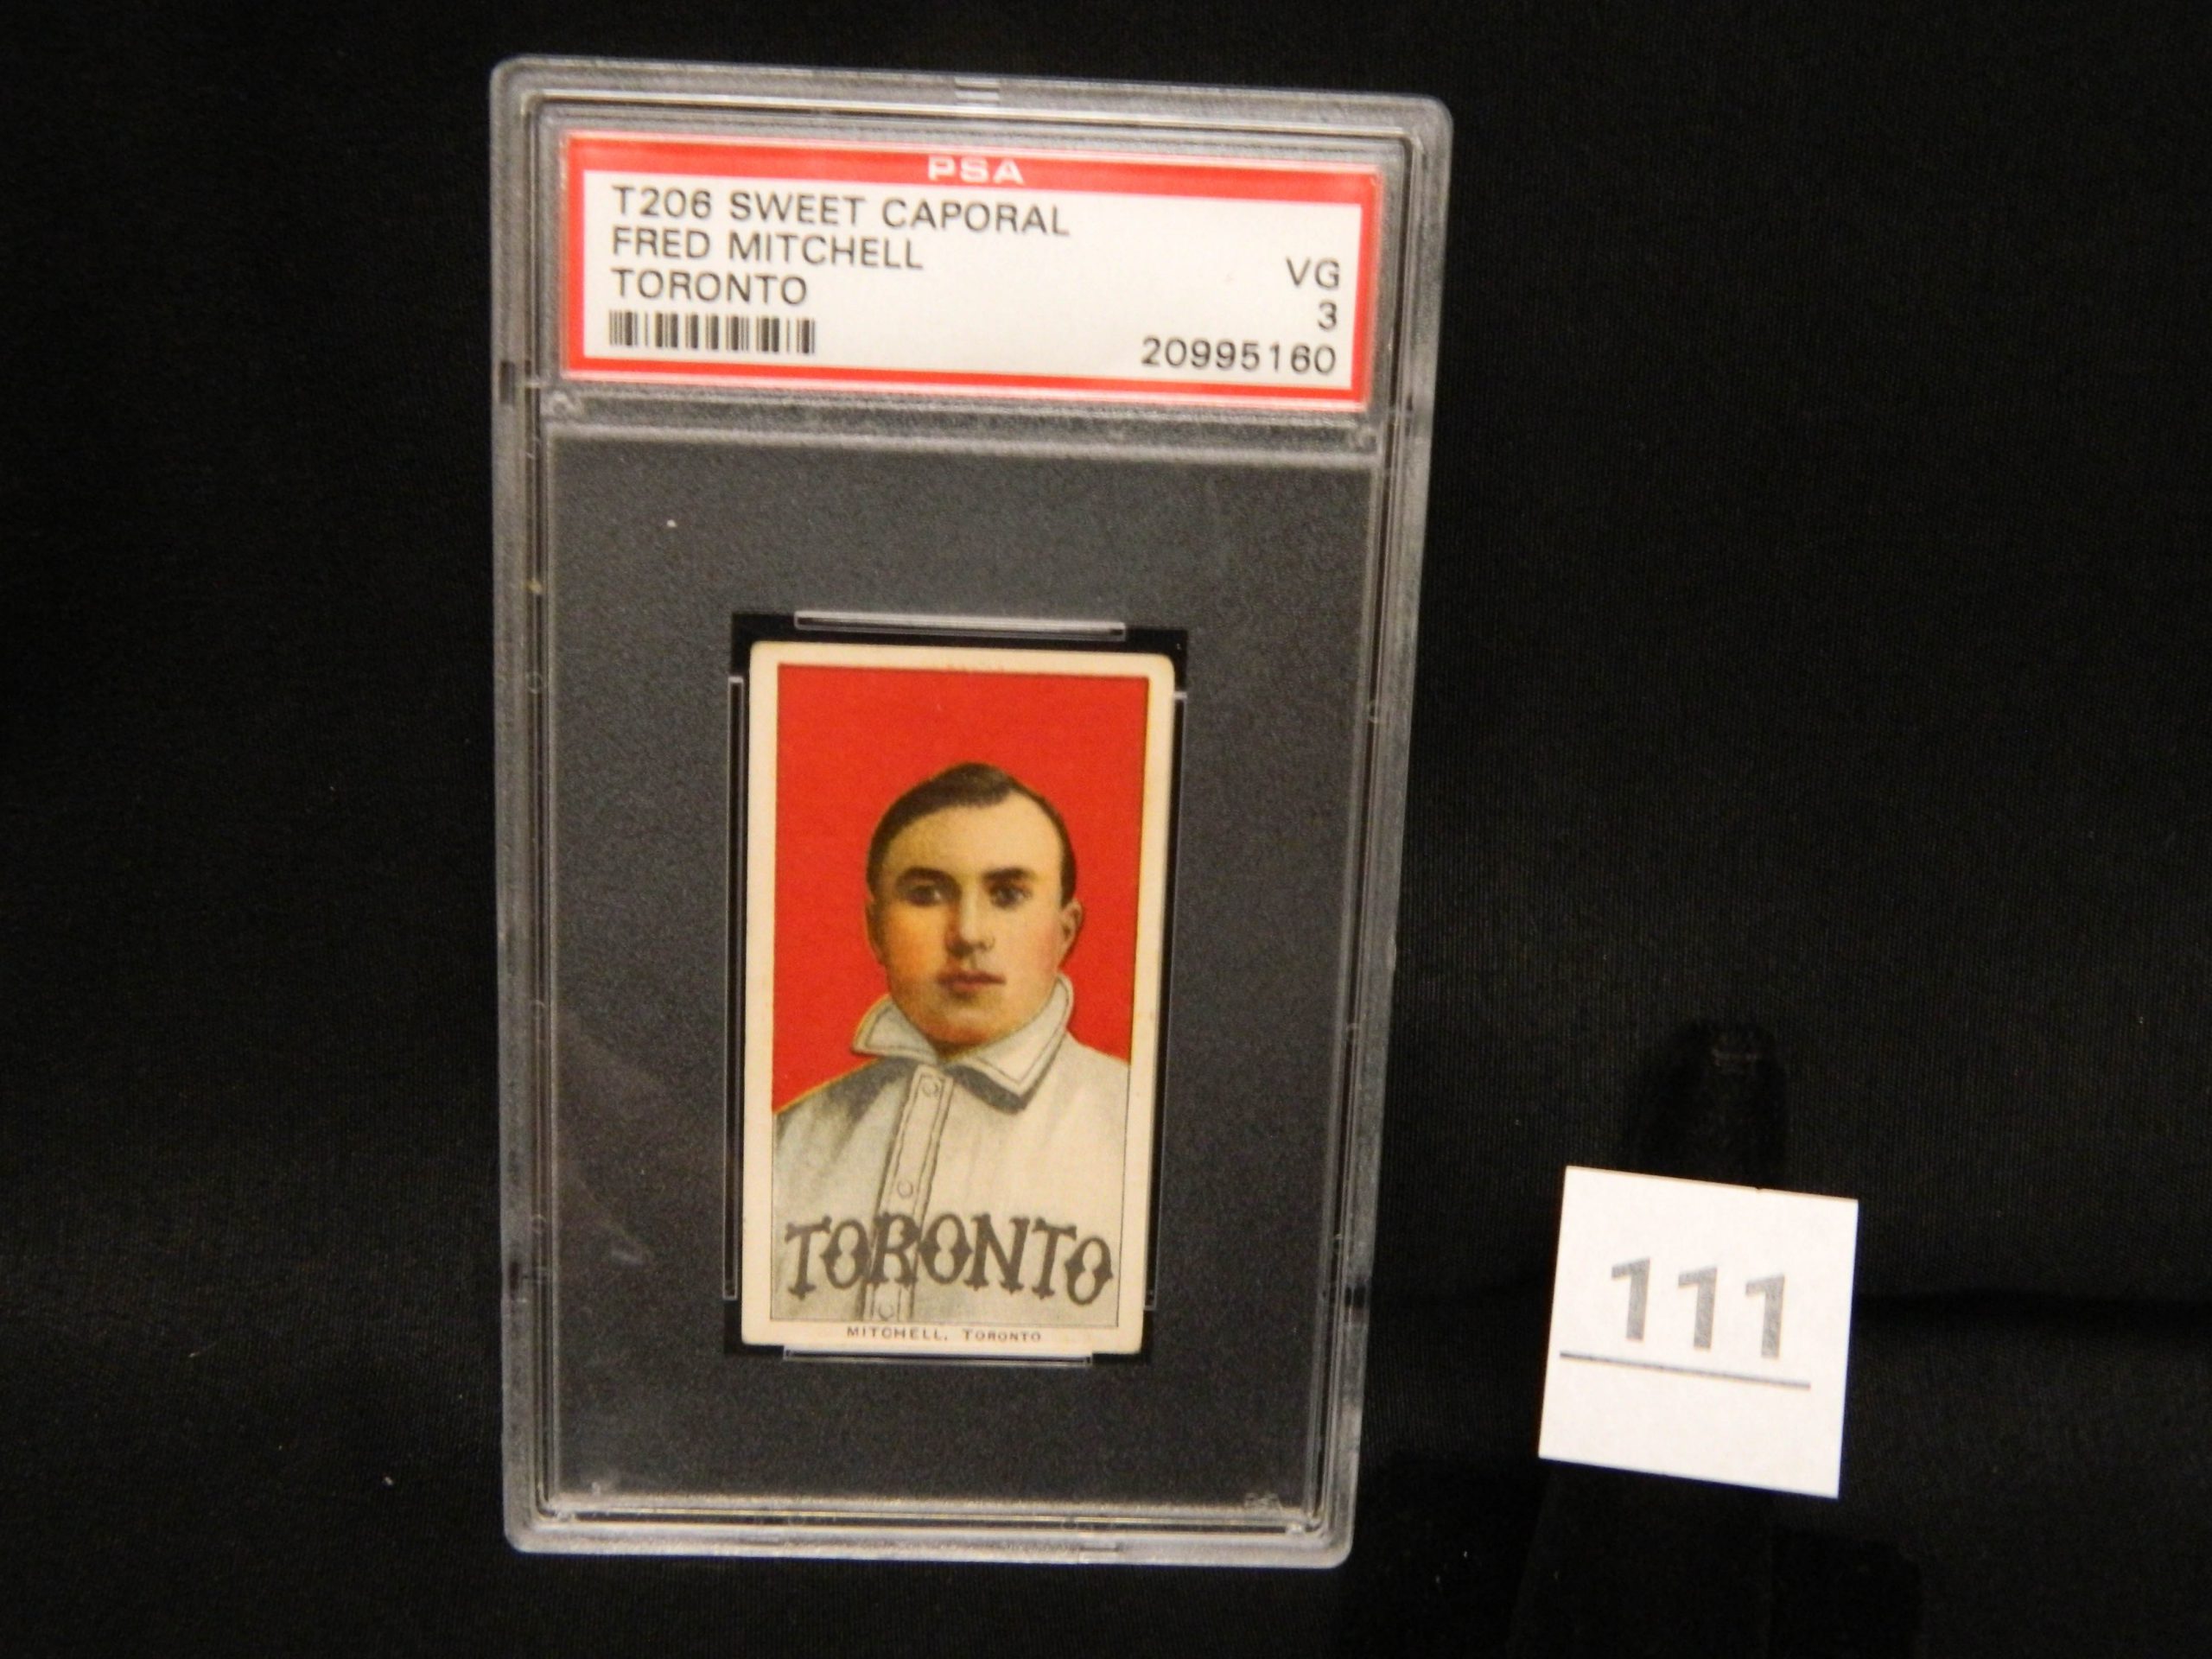 PSA
T206 SWEET CAPORAL
FRED MITCHELL
TORONTO
VG
3
20995160
TORONTO
MITCHELL, TORONTO
111